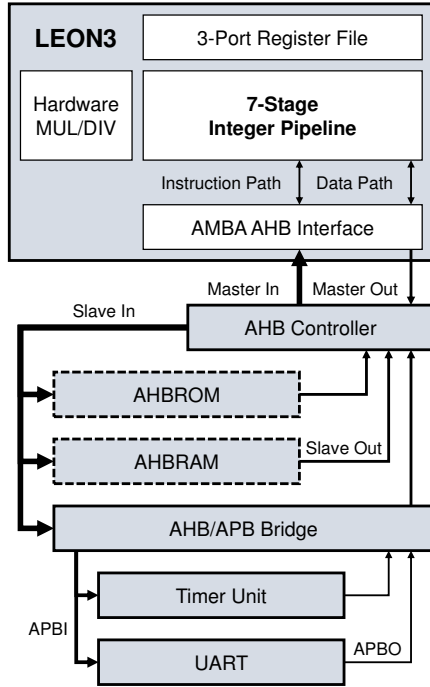 LEON3
3-Port Register File
Hardware
MUL/DIV
7-Stage
Integer Pipeline
Instruction Path
Data Path
AMBA AHB Interface
Master In
Master Out
Slave In
AHB Controller
AHBROM
AHBRAM
Slave Out
AHB/APB Bridge
Timer Unit
APBI
APBO
UART